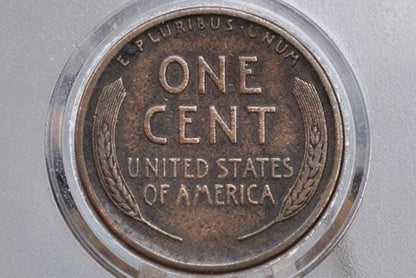 E·PLURIBUS·UNUM
ONE
CENT
UNITED STATES
OF AMERICA